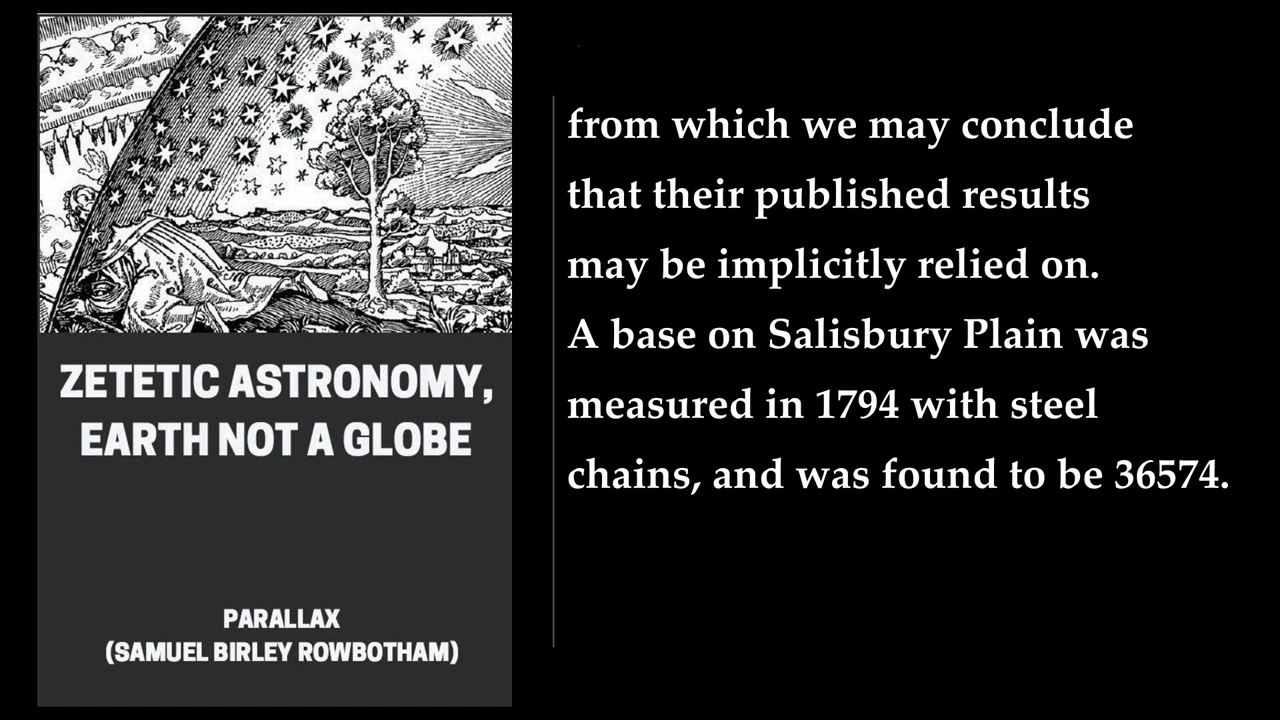 ZETETIC ASTRONOMY,
EARTH NOT A GLOBE
PARALLAX
(SAMUEL BIRLEY ROWBOTHAM)
from which we may conclude
that their published results
may be implicitly relied on.
A base on Salisbury Plain was
measured in 1794 with steel
chains, and was found to be 36574.